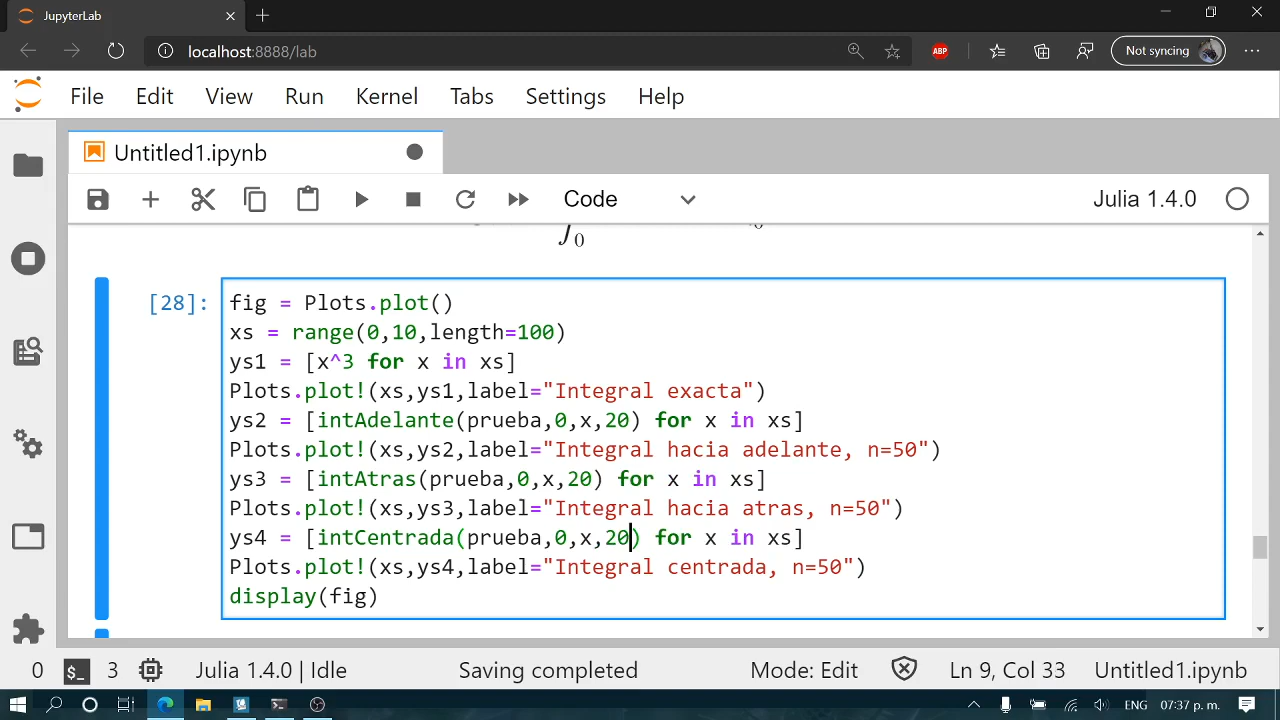 JupyterLab
localhost:8888/lab
ABP
Not syncing
File Edit View Run Kernel Tabs Settings Help
Untitled1.ipynb
Code
Julia 1.4.0
∫0
[28]:
fig = Plots.plot()
xs = range(0,10,length=100)
ys1 = [x^3 for x in xs]
Plots.plot!(xs,ys1,label="Integral exacta")
ys2 = [intAdelante(prueba,0,x,20) for x in xs]
Plots.plot!(xs,ys2,label="Integral hacia adelante, n=50")
ys3 = [intAtras(prueba,0,x,20) for x in xs]
Plots.plot!(xs,ys3,label="Integral hacia atras, n=50")
ys4 = [intCentrada(prueba,0,x,20) for x in xs]
Plots.plot!(xs,ys4,label="Integral centrada, n=50")
display(fig)
0 $_ 3 Julia 1.4.0 | Idle Saving completed Mode: Edit Ln 9, Col 33 Untitled1.ipynb
ENG 07:37 p. m.